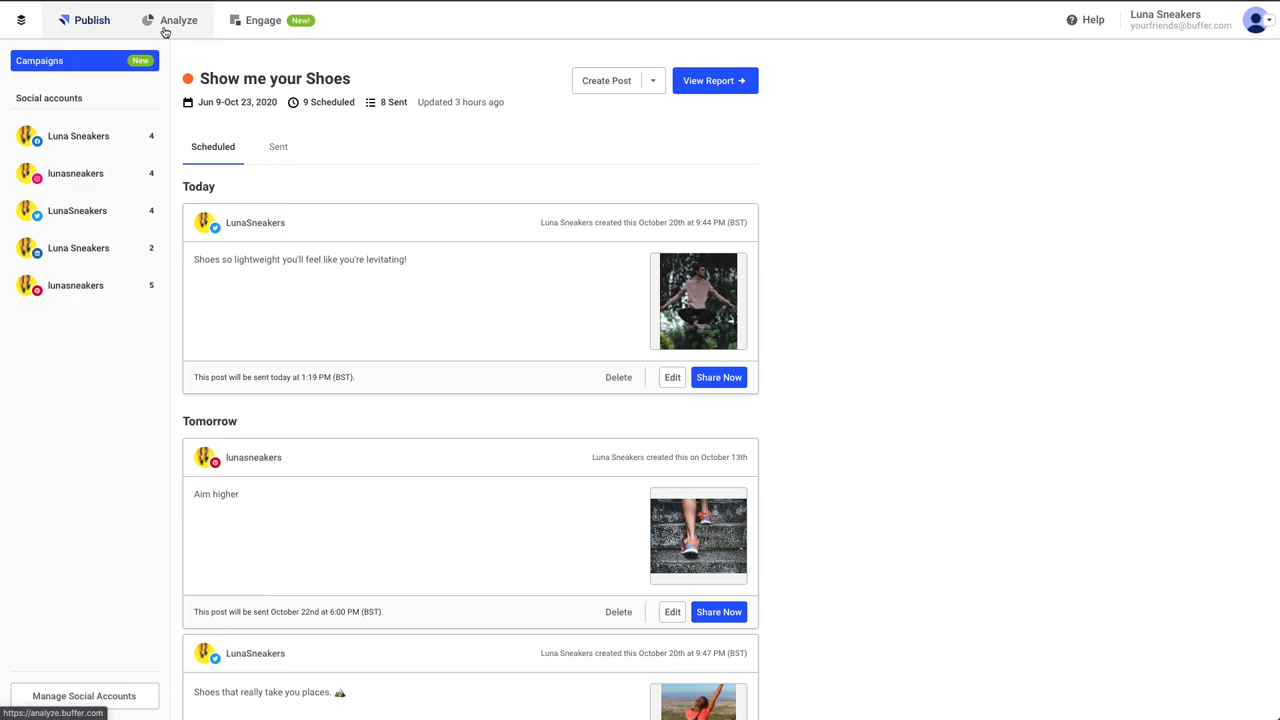 Publish
Analyze
Engage New!
Help
Luna Sneakers
yourfriends@buffer.com
Campaigns New
Social accounts
Luna Sneakers 4
lunasneakers 4
LunaSneakers 4
Luna Sneakers 2
lunasneakers 5
Manage Social Accounts
https://analyze.buffer.com
Show me your Shoes
Create Post
View Report
Jun 9-Oct 23, 2020 9 Scheduled 8 Sent Updated 3 hours ago
Scheduled Sent
Today
LunaSneakers Luna Sneakers created this October 20th at 9:44 PM (BST)
Shoes so lightweight you'll feel like you're levitating!
This post will be sent today at 1:19 PM (BST). Delete Edit Share Now
Tomorrow
lunasneakers Luna Sneakers created this on October 13th
Aim higher
This post will be sent October 22nd at 6:00 PM (BST). Delete Edit Share Now
LunaSneakers Luna Sneakers created this October 20th at 9:47 PM (BST)
Shoes that really take you places. 🏔️